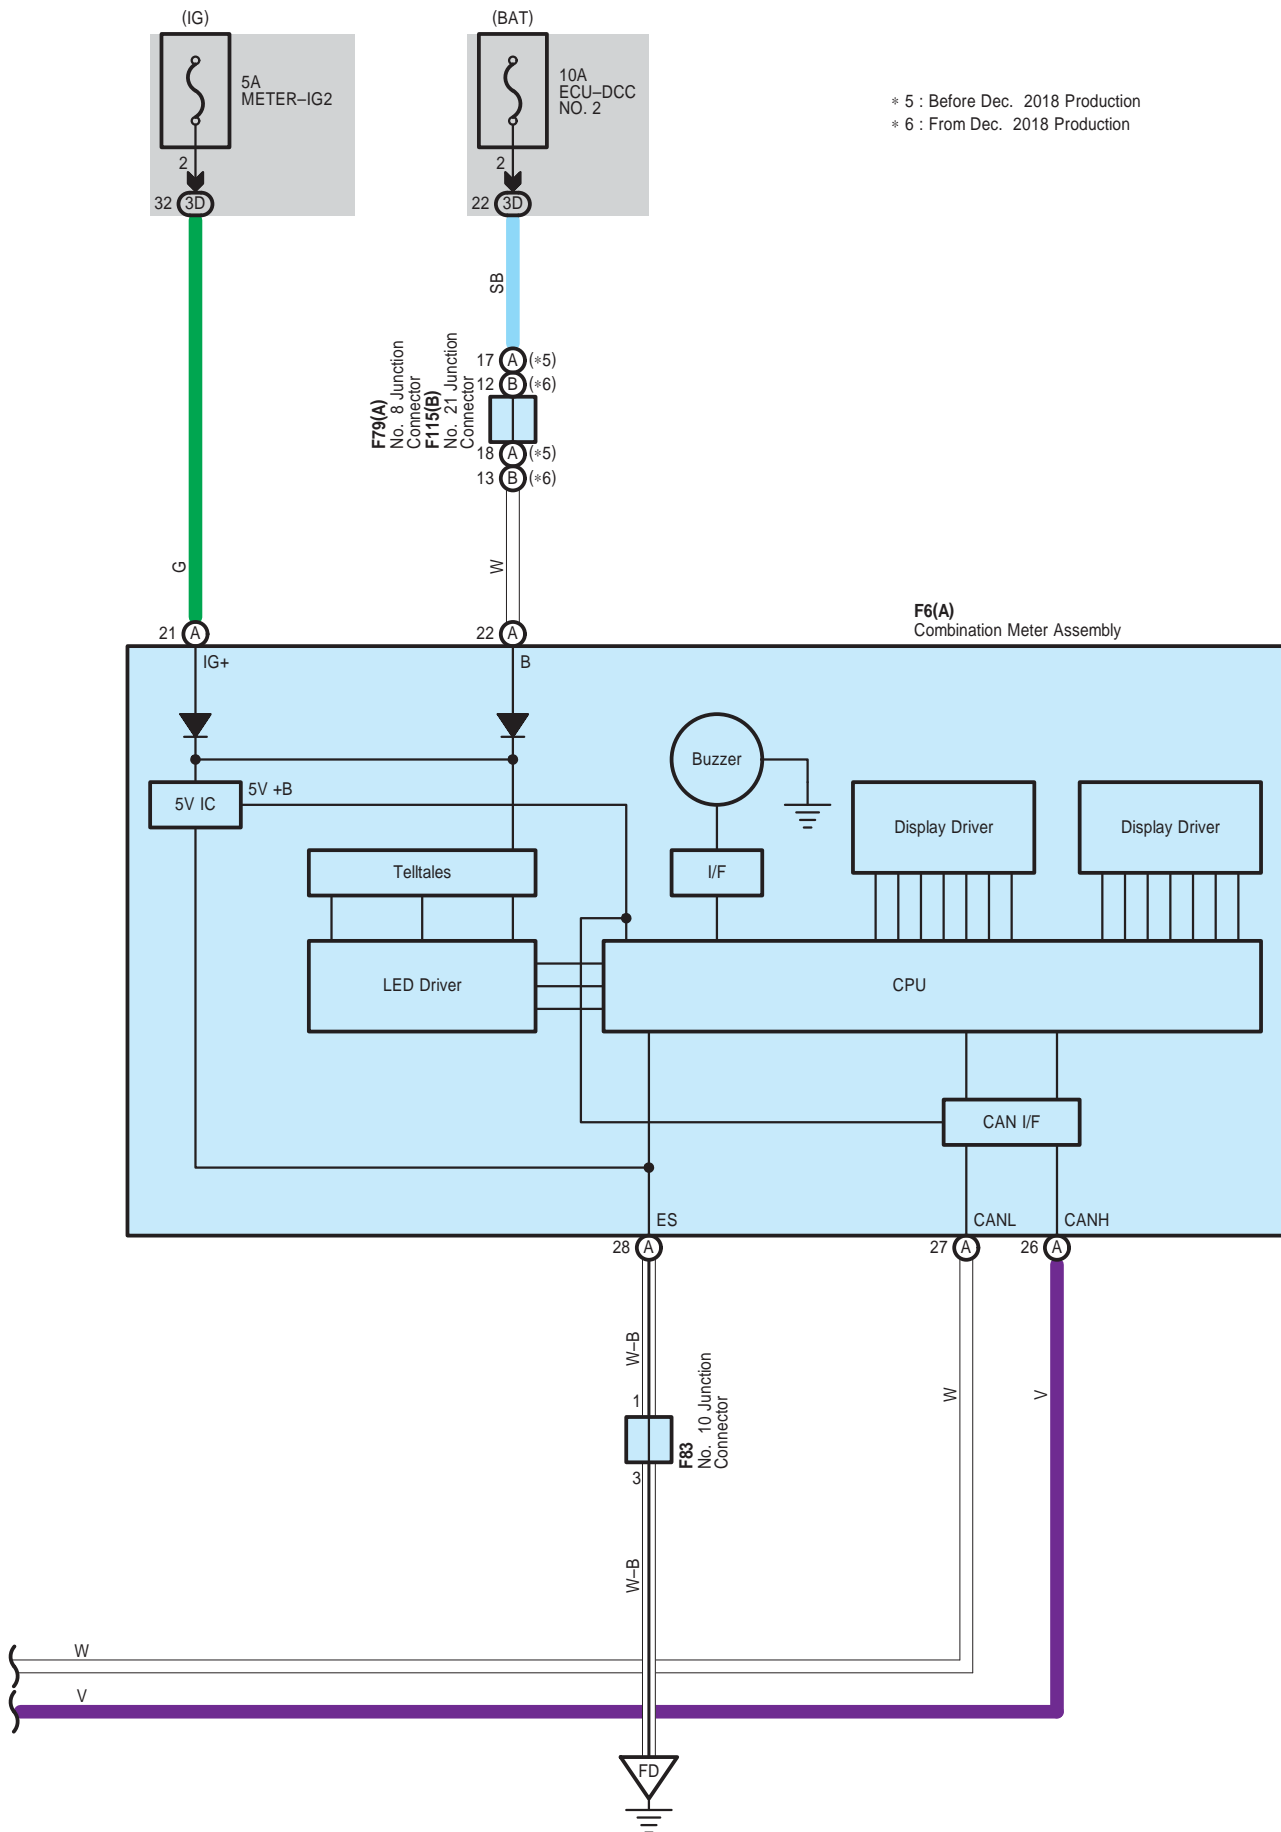 (IG)
(BAT)
5A
METER–IG2
10A
ECU–DCC
NO. 2
∗ 5 : Before Dec. 2018 Production
∗ 6 : From Dec. 2018 Production
2
2
32 3D
22 3D
SB
17 A (∗5)
12 B (∗6)
F79(A)
No. 8 Junction
Connector
F115(B)
No. 21 Junction
Connector
18 A (∗5)
13 B (∗6)
G
W
F6(A)
Combination Meter Assembly
21 A
22 A
IG+
B
Buzzer
5V IC
5V +B
Display Driver
Display Driver
Telltales
I/F
LED Driver
CPU
CAN I/F
ES
CANL
CANH
28 A
27 A
26 A
W–B
1
F83
No. 10 Junction
Connector
3
W
V
W–B
W
V
FD